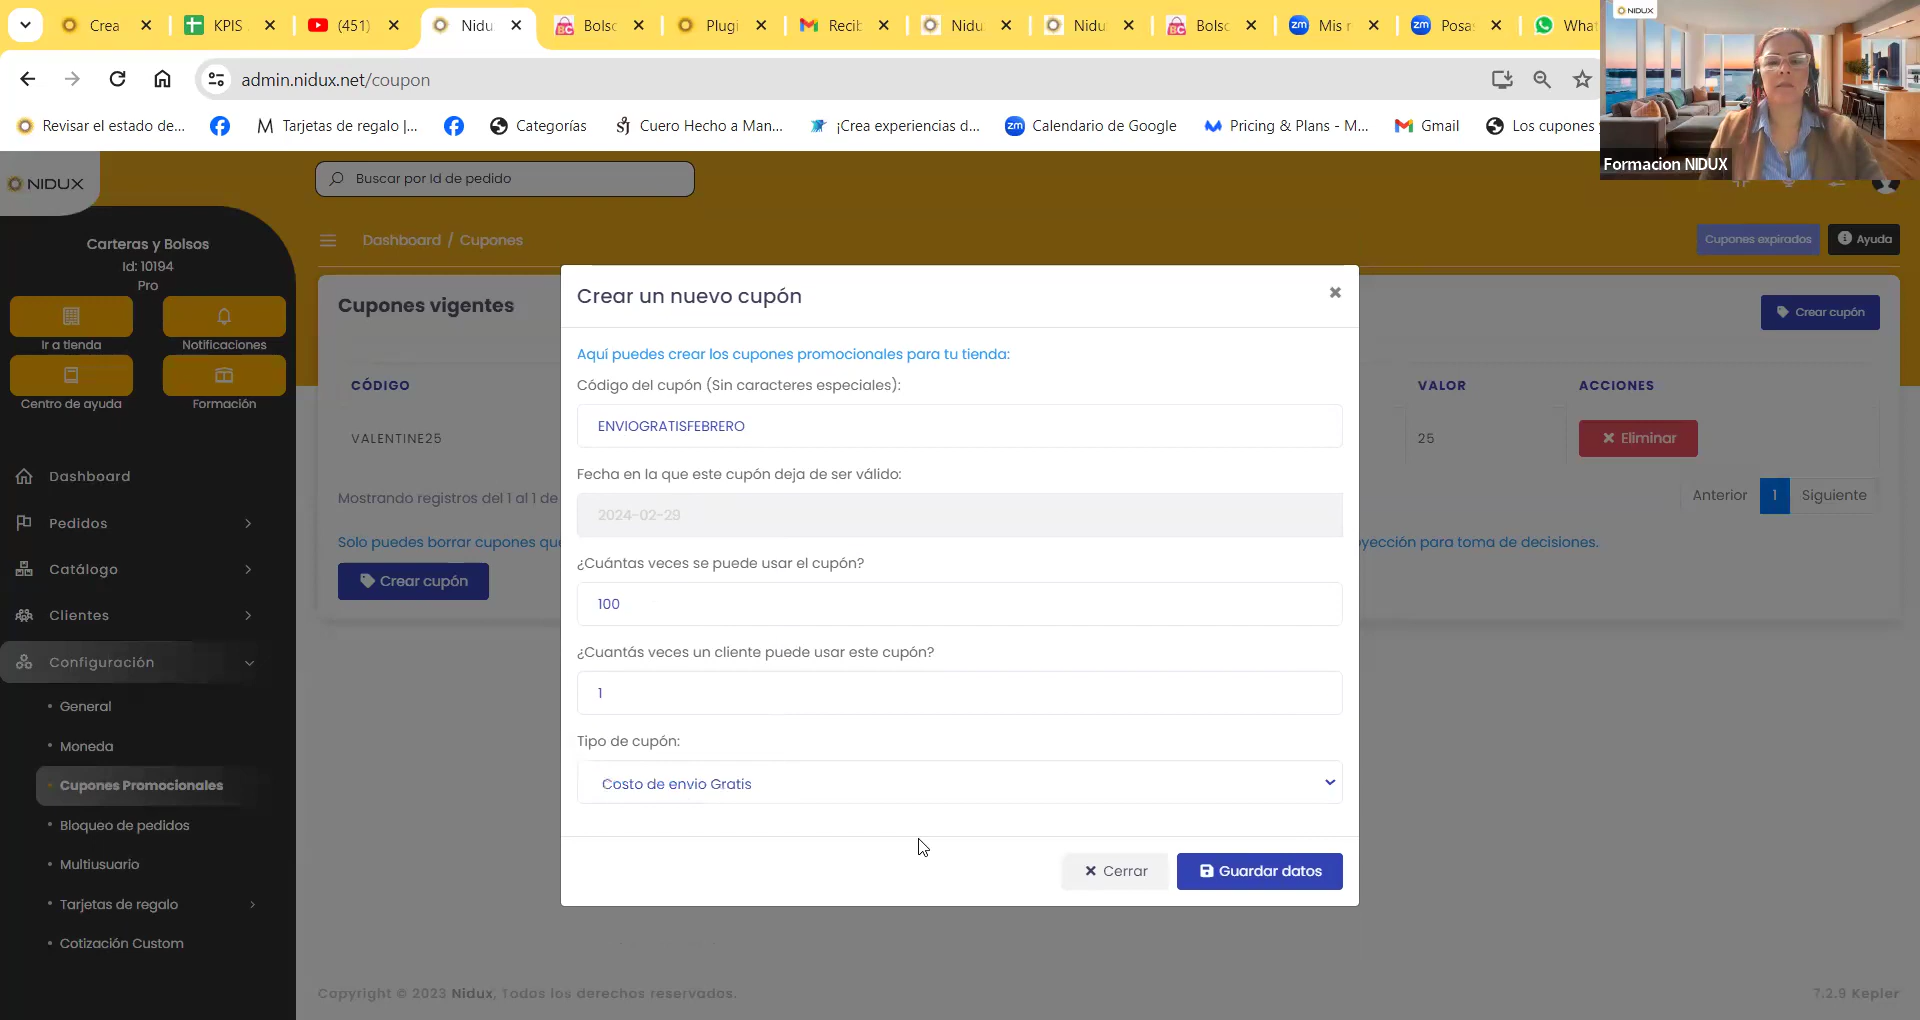 Crea
KPIS
(451)
Nidu
Bolso
Plugi
Recib
Nidu
Nidu
Bolso
Mis r
Posa
What
admin.nidux.net/coupon
Revisar el estado de...
Tarjetas de regalo |...
Categorías
Cuero Hecho a Man...
¡Crea experiencias d...
Calendario de Google
Pricing & Plans - M...
Gmail
Los cupones
NIDUX
Formacion NIDUX
NIDUX
Buscar por Id de pedido
Carteras y Bolsos
Id: 10194
Pro
Ir a tienda
Notificaciones
Centro de ayuda
Formación
Dashboard
Pedidos
Catálogo
Clientes
Configuración
• General
• Moneda
• Cupones Promocionales
• Bloqueo de pedidos
• Multiusuario
• Tarjetas de regalo
• Cotización Custom
Dashboard / Cupones
Cupones expirados
Ayuda
Cupones vigentes
Crear cupón
CÓDIGO
VALOR
ACCIONES
VALENTINE25
25
Eliminar
Mostrando registros del 1 al 1 de
Anterior
1
Siguiente
Solo puedes borrar cupones que
yección para toma de decisiones.
Crear cupón
Crear un nuevo cupón
Aquí puedes crear los cupones promocionales para tu tienda:
Código del cupón (Sin caracteres especiales):
ENVIOGRATISFEBRERO
Fecha en la que este cupón deja de ser válido:
2024-02-29
¿Cuántas veces se puede usar el cupón?
100
¿Cuantás veces un cliente puede usar este cupón?
1
Tipo de cupón:
Costo de envio Gratis
Cerrar
Guardar datos
Copyright © 2023 Nidux, Todos los derechos reservados.
7.2.9 Kepler